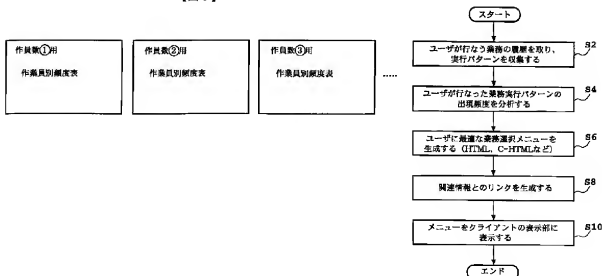 作員数①用
作業員別頻度表
作員数②用
作業員別頻度表
作員数③用
作業員別頻度表
.....
スタート
ユーザが行なう業務の履歴を取り、
実行パターンを収集する
S2
ユーザが行なった業務実行パターンの
出現頻度を分析する
S4
ユーザに最適な業務選択メニューを
生成する（HTML、C-HTMLなど）
S6
関連情報とのリンクを生成する
S8
メニューをクライアントの表示部に
表示する
S10
エンド